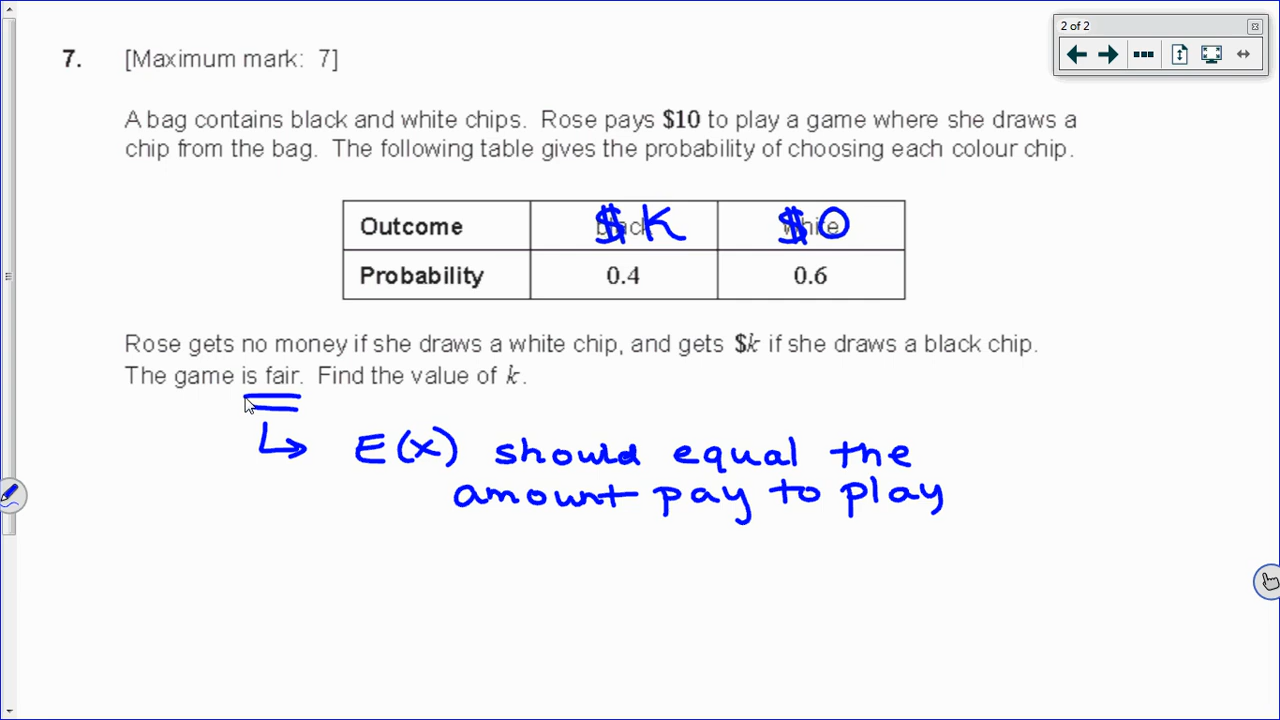 2 of 2
7. [Maximum mark: 7]
A bag contains black and white chips. Rose pays $10 to play a game where she draws a
chip from the bag. The following table gives the probability of choosing each colour chip.
Outcome $K $0
Probability 0.4 0.6
Rose gets no money if she draws a white chip, and gets $k if she draws a black chip.
The game is fair. Find the value of k.
↳ E(x) should equal the
amount pay to play